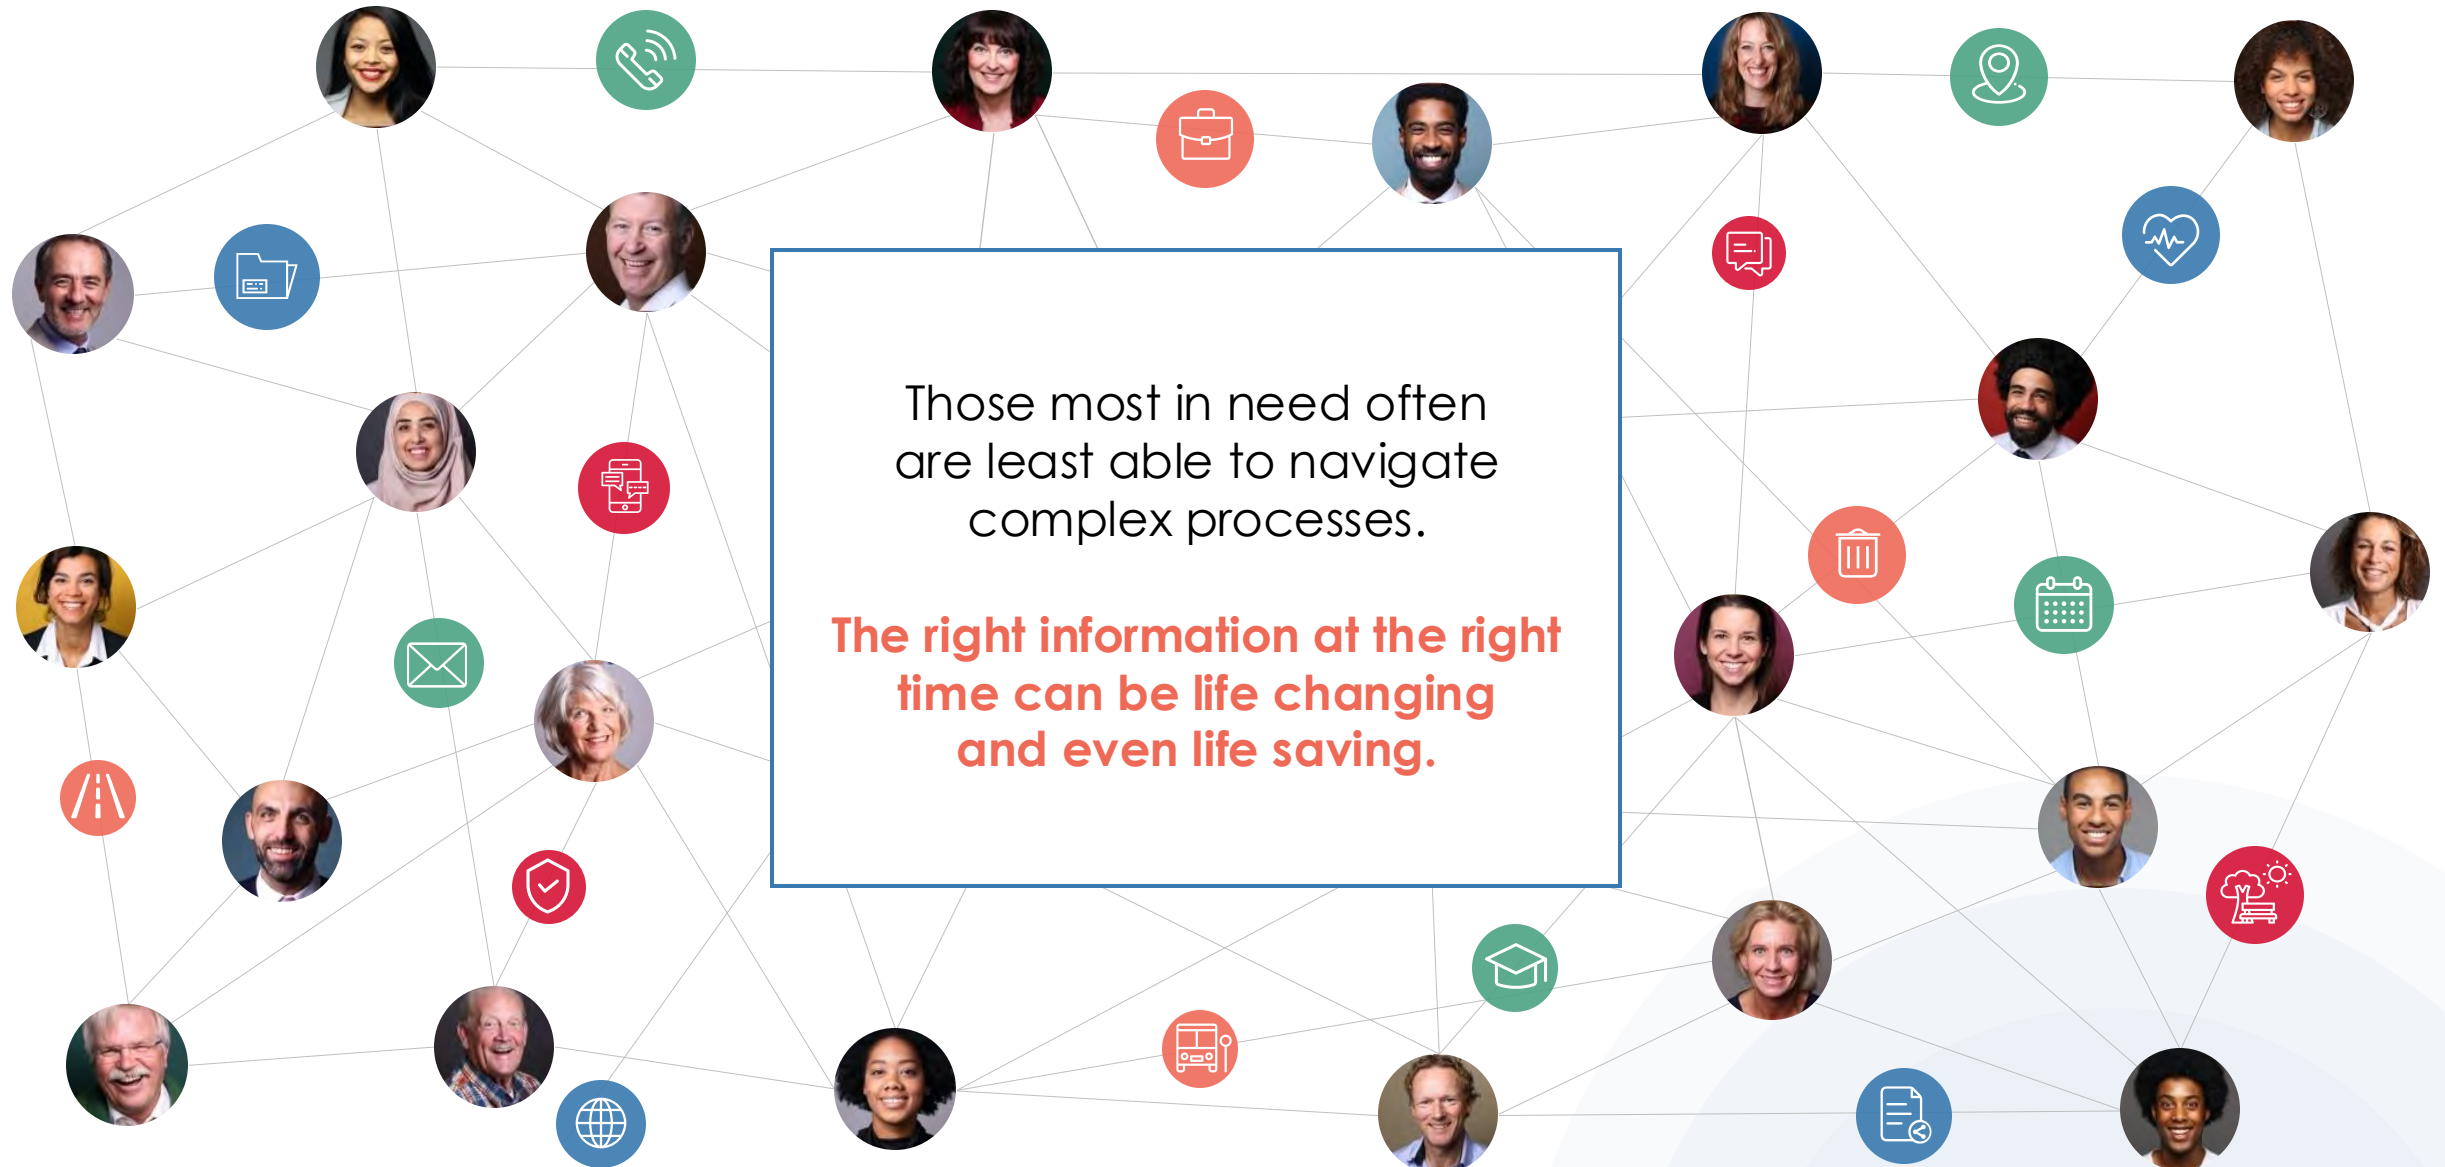 Those most in need often
are least able to navigate
complex processes.
The right information at the right
time can be life changing
and even life saving.